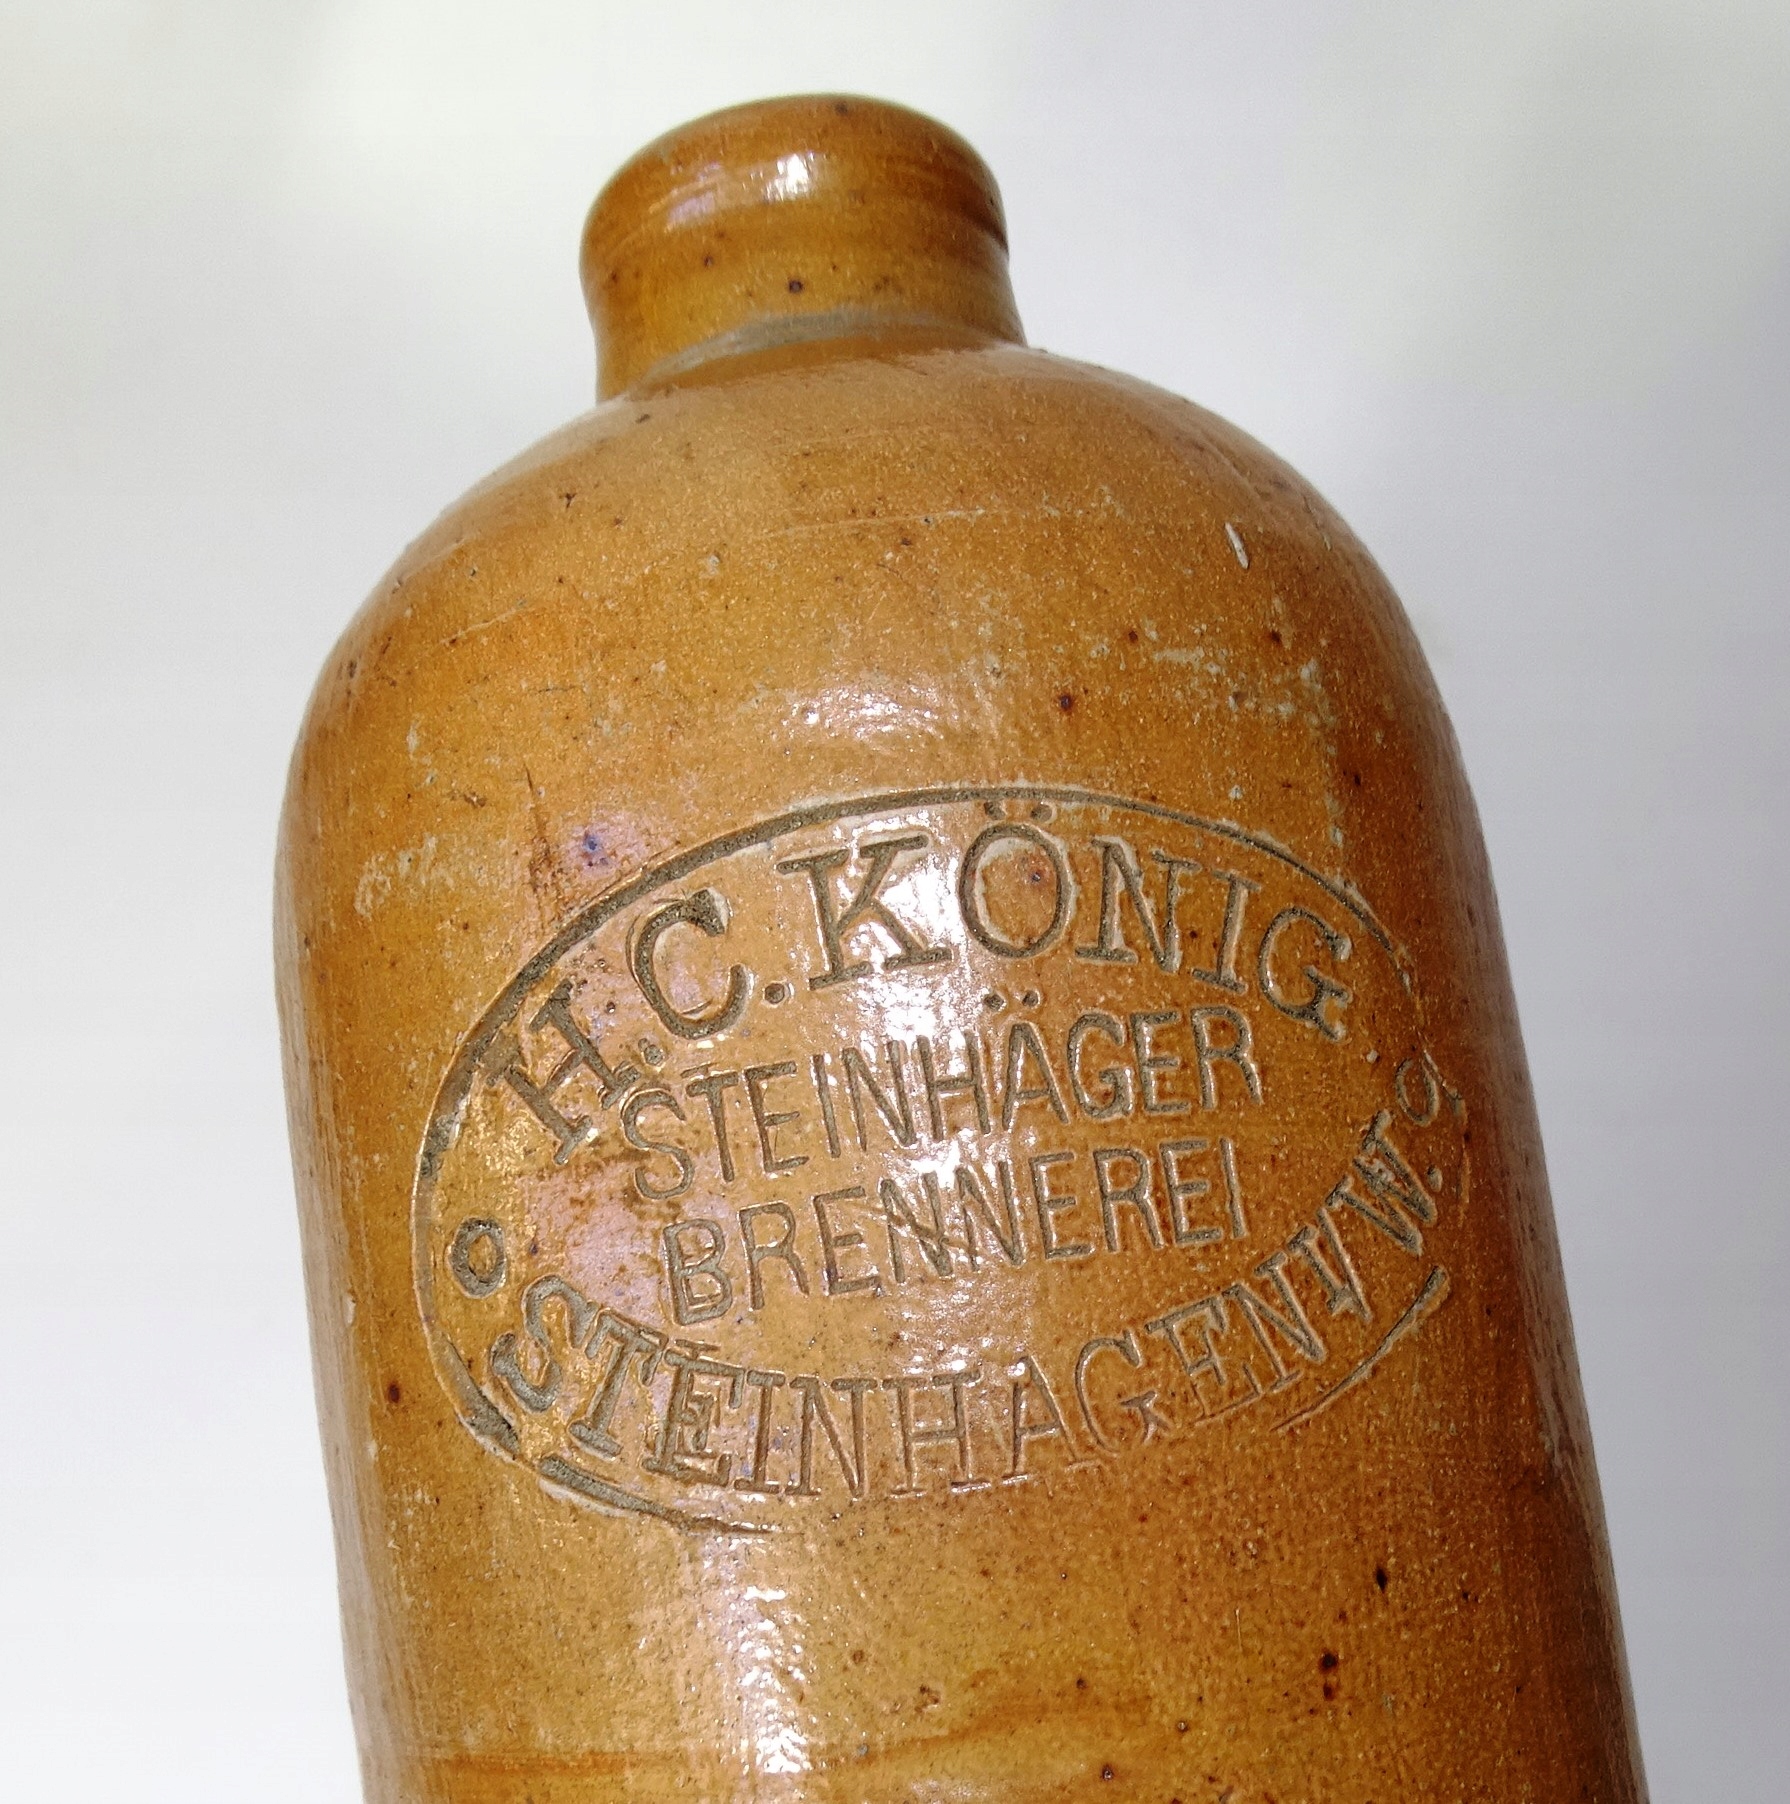 H.C. KÖNIG
STEINHÄGER
BRENNEREI
STEINHAGEN I/W.